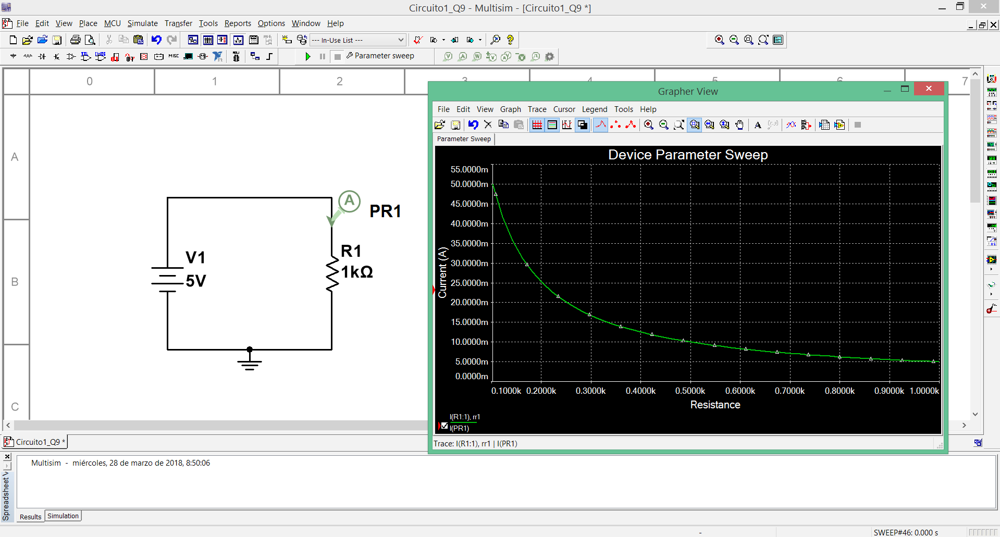 Circuito1_Q9 - Multisim - [Circuito1_Q9 *]
File Edit View Place MCU Simulate Transfer Tools Reports Options Window Help
--- In-Use List ---
Parameter sweep
0 1 2 3 4 5 6 7
A
B
C
V1
5V
PR1
A
R1
1kΩ
Grapher View
File Edit View Graph Trace Cursor Legend Tools Help
Parameter Sweep
Device Parameter Sweep
55.0000m
50.0000m
45.0000m
40.0000m
35.0000m
30.0000m
25.0000m
20.0000m
15.0000m
10.0000m
5.0000m
0.0000m
Current (A)
0.1000k 0.2000k 0.3000k 0.4000k 0.5000k 0.6000k 0.7000k 0.8000k 0.9000k 1.0000k
Resistance
I(R1:1), rr1
I(PR1)
Trace: I(R1:1), rr1 | I(PR1)
Circuito1_Q9 *
Multisim - miércoles, 28 de marzo de 2018, 8:50:06
Spreadsheet V
Results Simulation
- SWEEP#46: 0.000 s